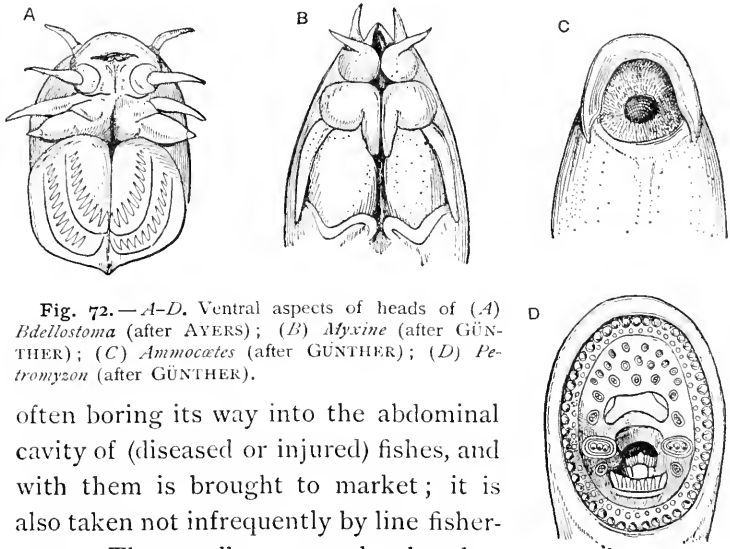 A
B
C
D
Fig. 72. — A–D. Ventral aspects of heads of (A)
Bdellostoma (after AYERS); (B) Myxine (after GÜN-
THER); (C) Ammocœtes (after GÜNTHER); (D) Pe-
tromyzon (after GÜNTHER).
often boring its way into the abdominal
cavity of (diseased or injured) fishes, and
with them is brought to market; it is
also taken not infrequently by line fisher-